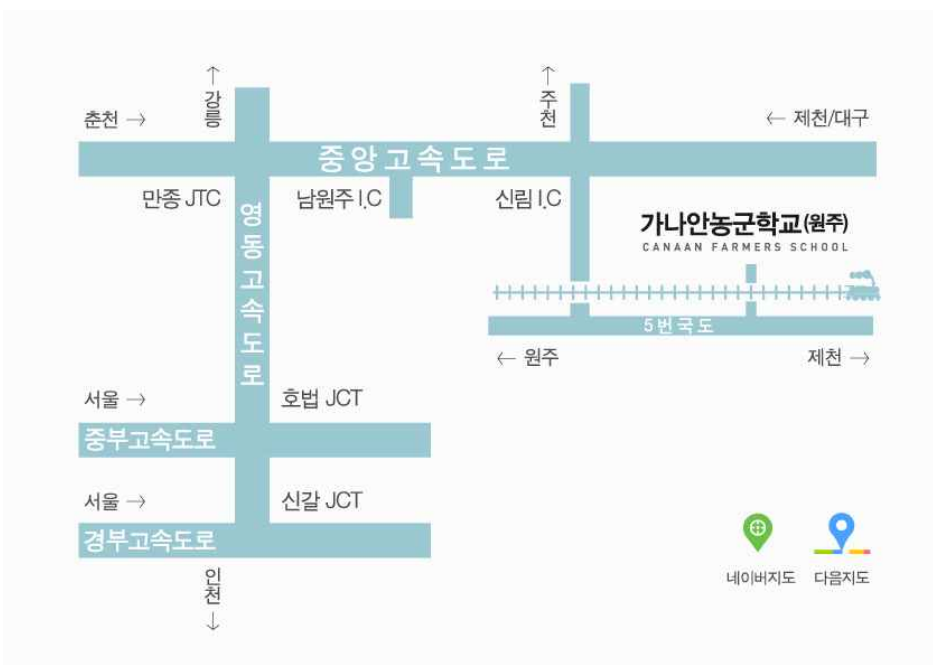 ↑
강릉
↑
주천
춘천 →
← 제천/대구
중앙고속도로
만종 JTC
남원주 I.C
신림 I.C
영동고속도로
가나안농군학교(원주)
CANAAN FARMERS SCHOOL
5번국도
← 원주
제천 →
서울 →
호법 JCT
중부고속도로
서울 →
신갈 JCT
경부고속도로
인천
↓
네이버지도
다음지도